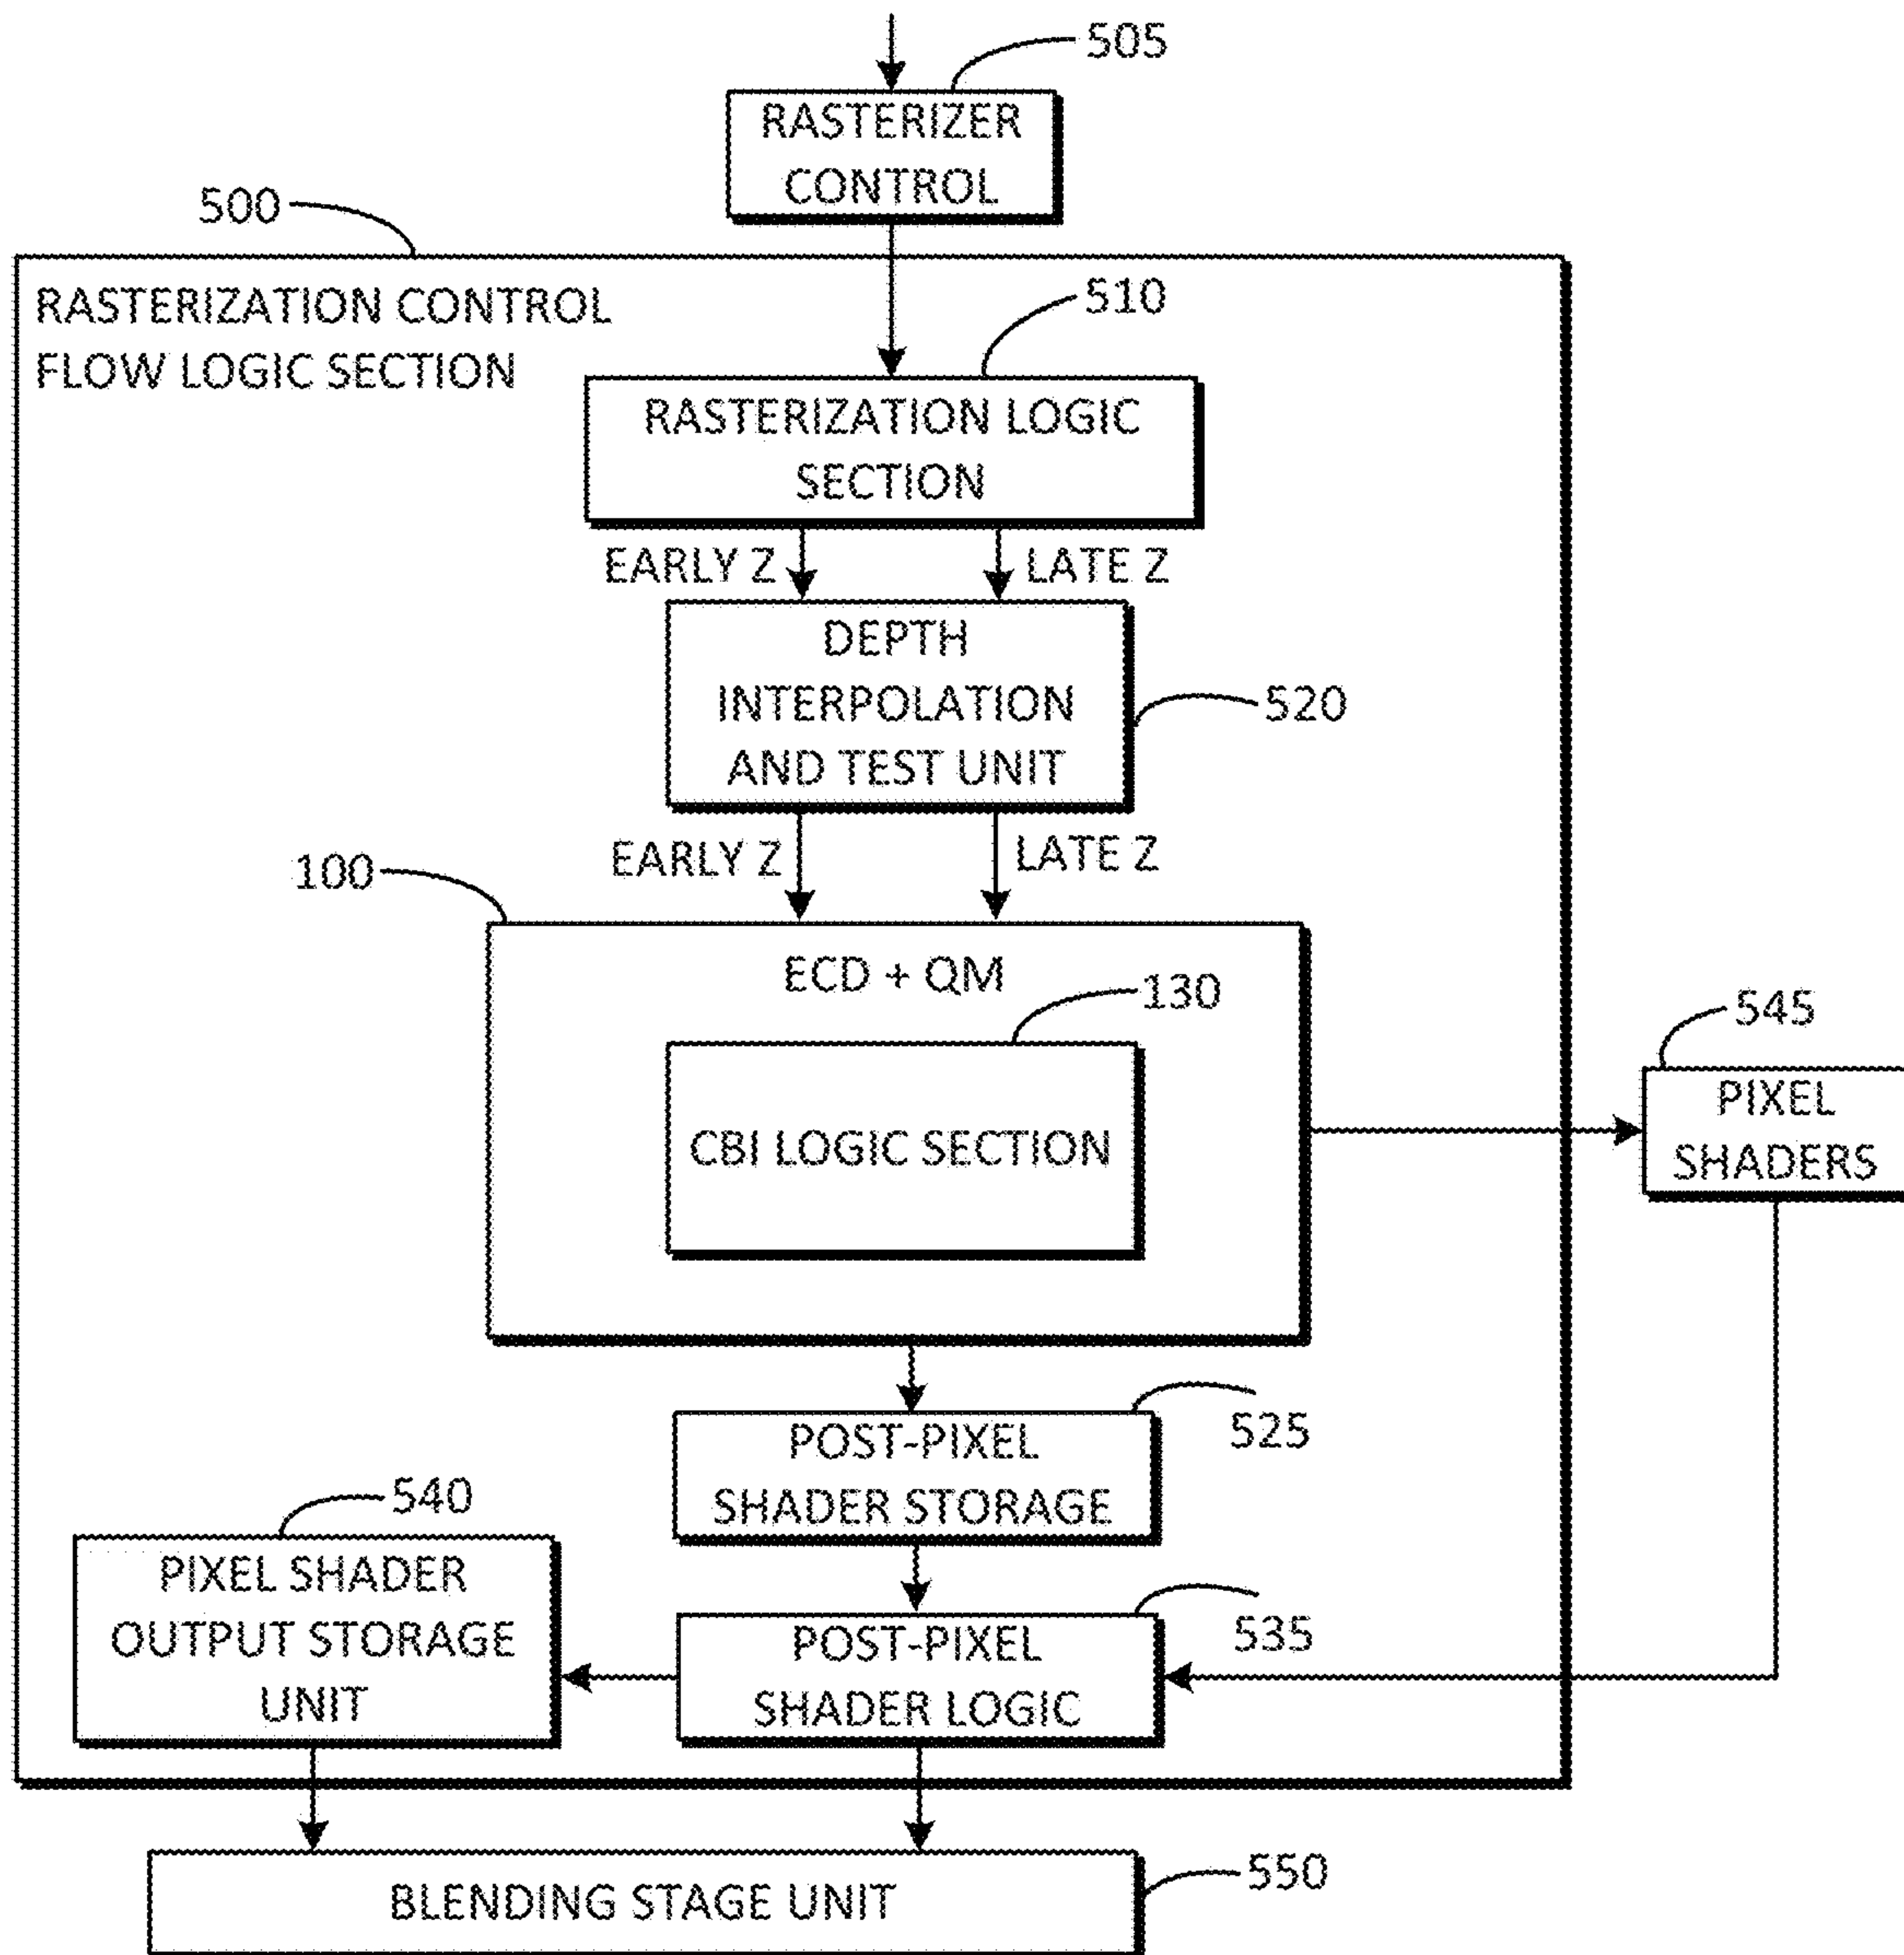 505
RASTERIZER
CONTROL
500
RASTERIZATION CONTROL
FLOW LOGIC SECTION
510
RASTERIZATION LOGIC
SECTION
EARLY Z
LATE Z
DEPTH
INTERPOLATION
AND TEST UNIT
520
EARLY Z
LATE Z
100
ECD + QM
130
CBI LOGIC SECTION
545
PIXEL
SHADERS
POST-PIXEL
SHADER STORAGE
525
540
PIXEL SHADER
OUTPUT STORAGE
UNIT
POST-PIXEL
SHADER LOGIC
535
BLENDING STAGE UNIT
550